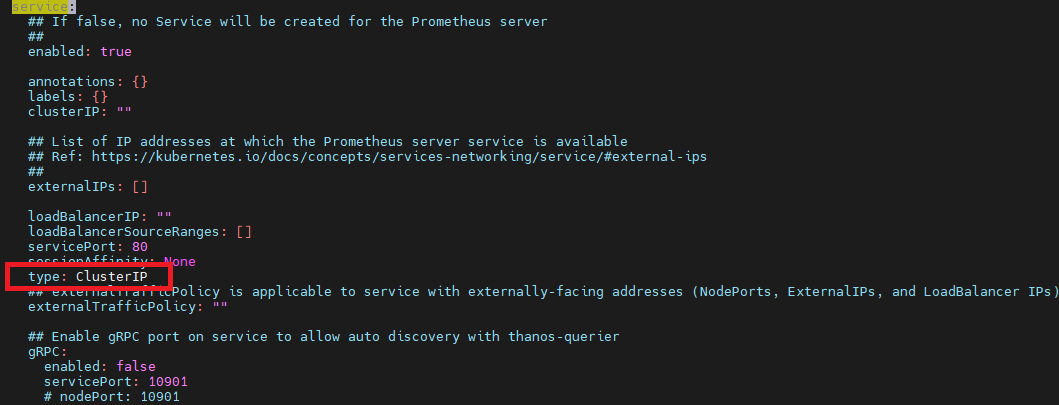 service:
## If false, no Service will be created for the Prometheus server
##
enabled: true
annotations: {}
labels: {}
clusterIP: ""
## List of IP addresses at which the Prometheus server service is available
## Ref: https://kubernetes.io/docs/concepts/services-networking/service/#external-ips
##
externalIPs: []
loadBalancerIP: ""
loadBalancerSourceRanges: []
servicePort: 80
sessionAffinity: None
type: ClusterIP
## externalTrafficPolicy is applicable to service with externally-facing addresses (NodePorts, ExternalIPs, and LoadBalancer IPs)
externalTrafficPolicy: ""
## Enable gRPC port on service to allow auto discovery with thanos-querier
gRPC:
enabled: false
servicePort: 10901
# nodePort: 10901